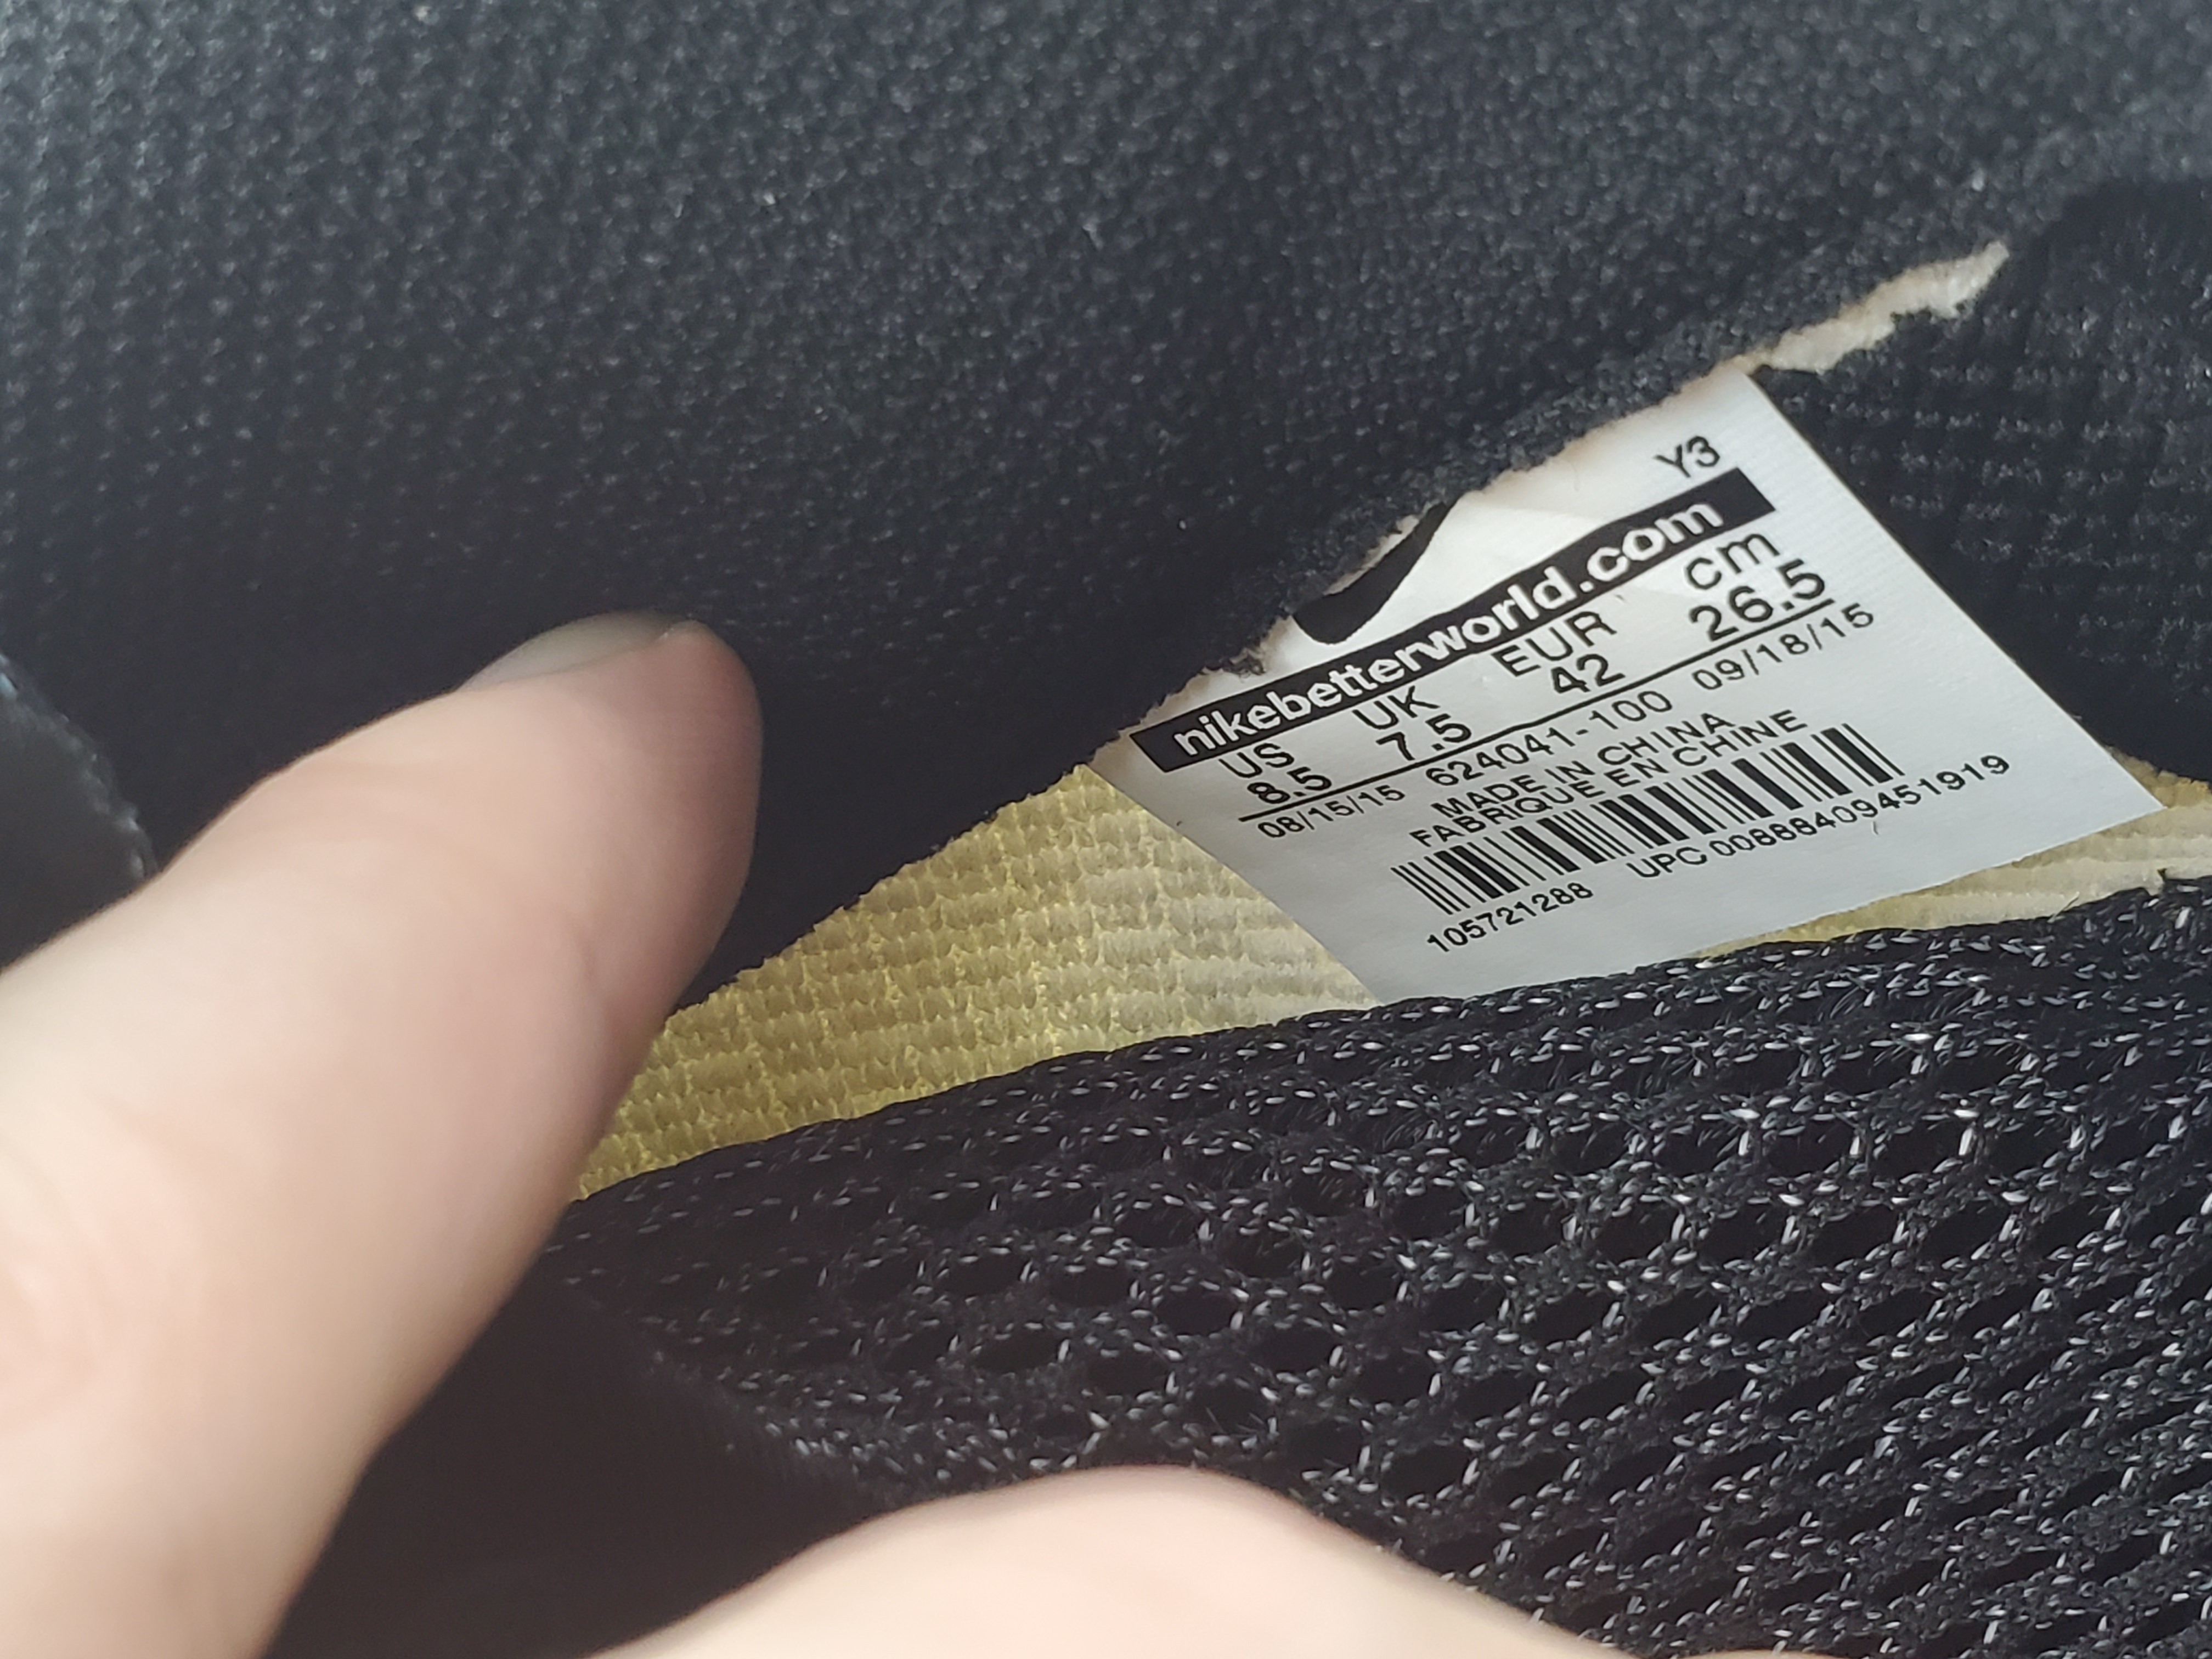 Y3
nikebetterworld.com
US UK EUR cm
8.5 7.5 42 26.5
08/15/15 624041-100 09/18/15
MADE IN CHINA
FABRIQUE EN CHINE
105721288 UPC 00888409451919